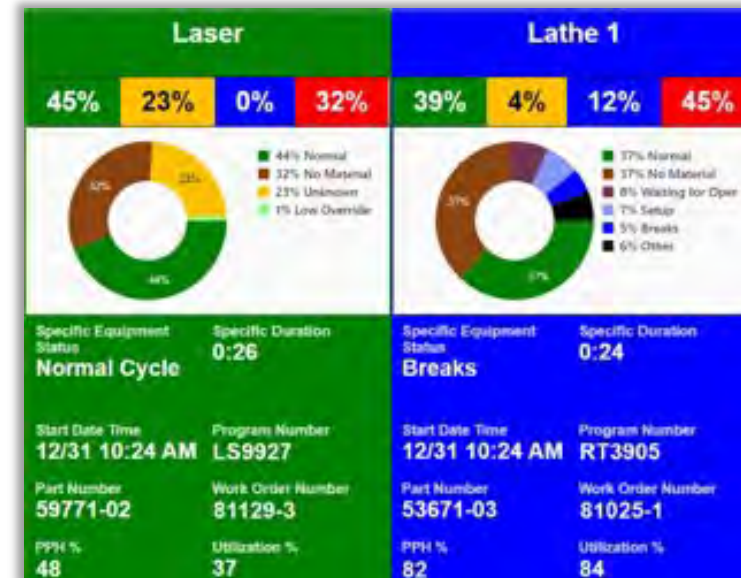 Laser
45% 23% 0% 32%
44% Normal
32% No Material
23% Unknown
1% Low Override
32%
23%
44%
Specific Equipment Status
Specific Duration
Normal Cycle
0:26
Start Date Time
Program Number
12/31 10:24 AM
LS9927
Part Number
Work Order Number
59771-02
81129-3
PPH %
Utilization %
48
37
Lathe 1
39% 4% 12% 45%
37% Normal
37% No Material
8% Waiting for Oper
7% Setup
5% Breaks
6% Other
37%
37%
Specific Equipment Status
Specific Duration
Breaks
0:24
Start Date Time
Program Number
12/31 10:24 AM
RT3905
Part Number
Work Order Number
53671-03
81025-1
PPH %
Utilization %
82
84